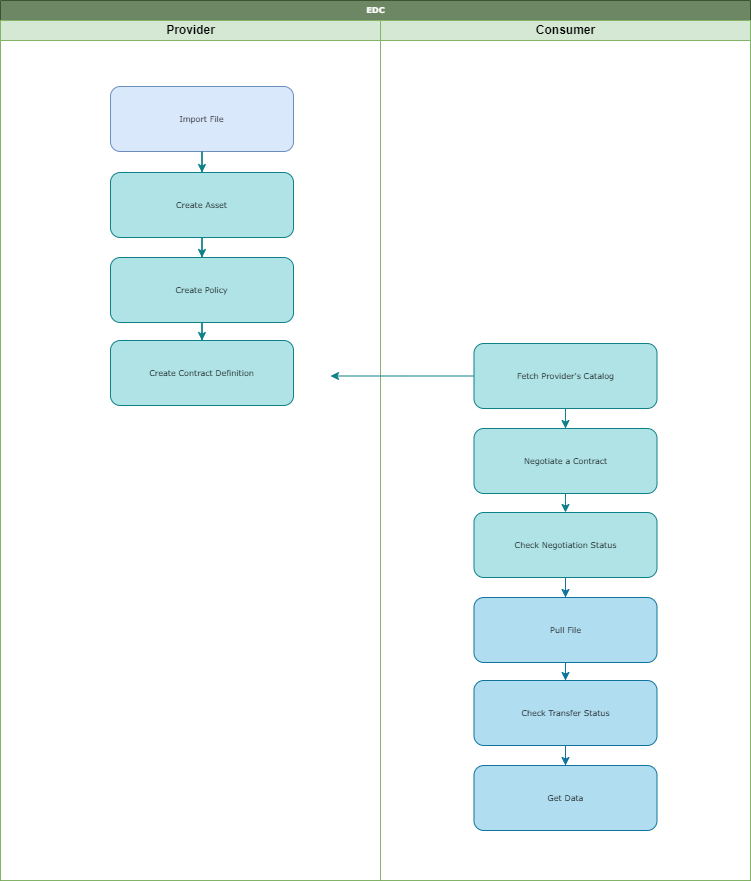 EDC
Provider
Consumer
Import File
Create Asset
Create Policy
Create Contract Definition
Fetch Provider's Catalog
Negotiate a Contract
Check Negotiation Status
Pull File
Check Transfer Status
Get Data